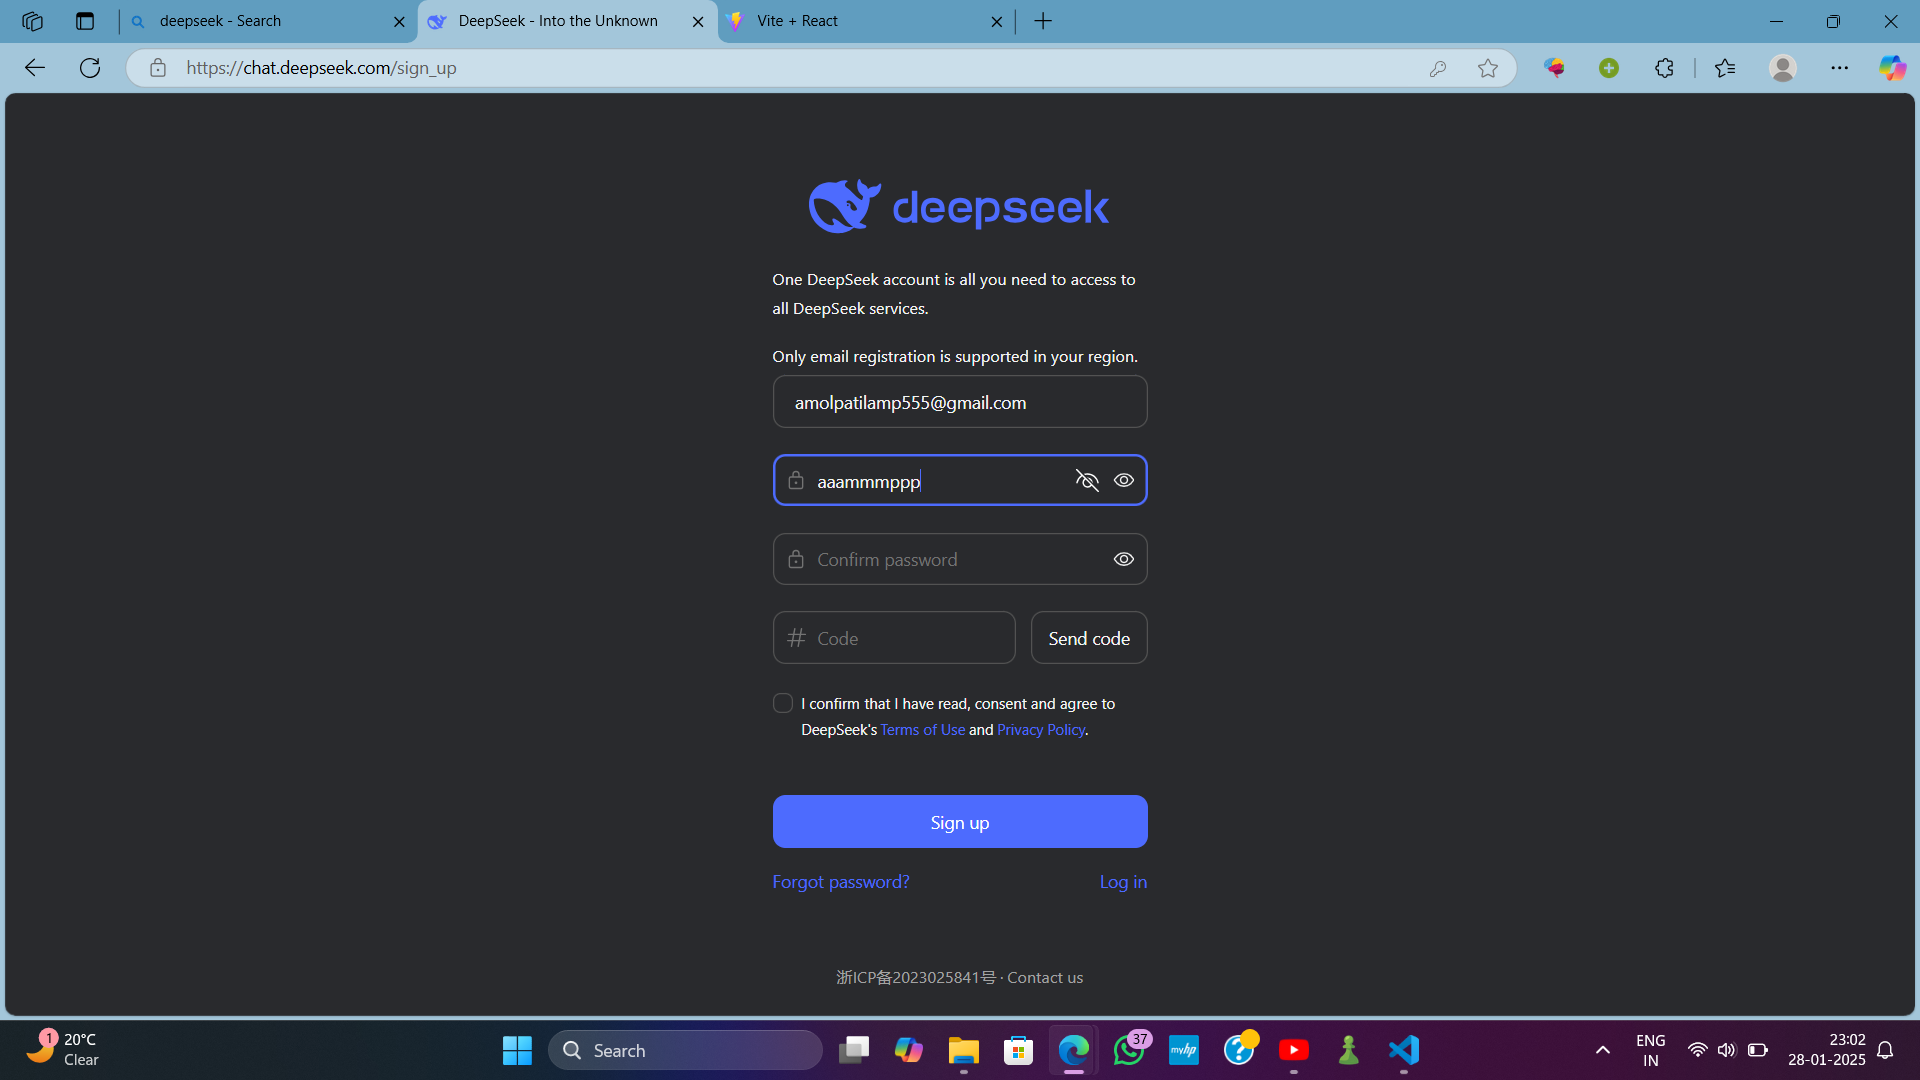 deepseek - Search
DeepSeek - Into the Unknown
Vite + React
https://chat.deepseek.com/sign_up
deepseek
One DeepSeek account is all you need to access to
all DeepSeek services.
Only email registration is supported in your region.
amolpatilamp555@gmail.com
aaammmppp
Confirm password
Code
Send code
I confirm that I have read, consent and agree to
DeepSeek's Terms of Use and Privacy Policy.
Sign up
Forgot password?
Log in
浙ICP备2023025841号 · Contact us
1
20°C
Clear
Search
37
myhp
ENG
IN
23:02
28-01-2025